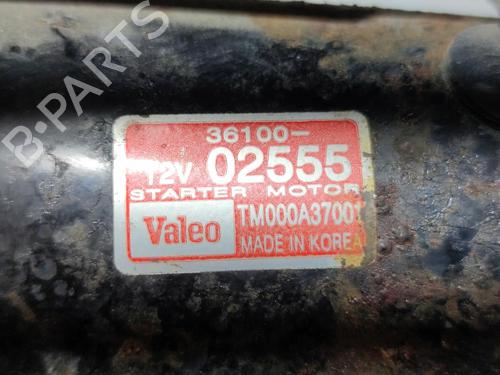 36100-
12V 02555
STARTER MOTOR
Valeo TM000A37001
MADE IN KOREA
B-PARTS